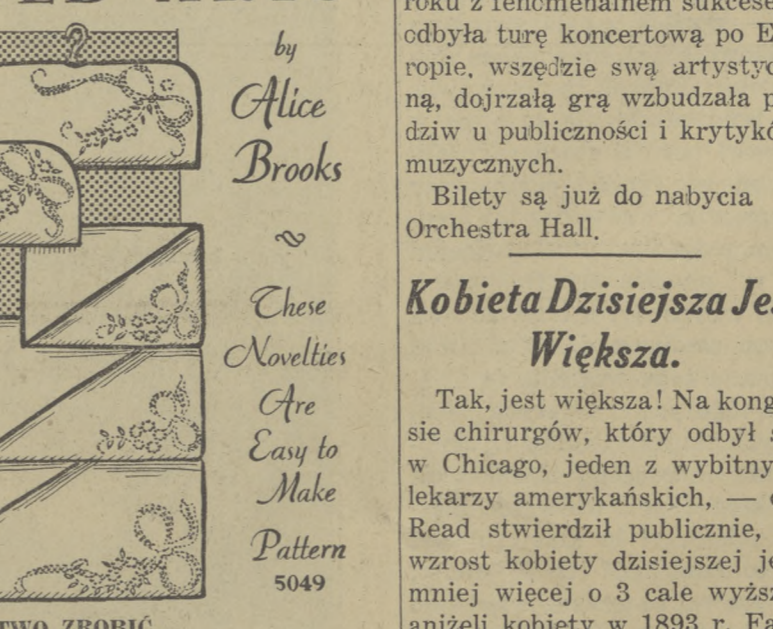 by
Alice
Brooks
These
Novelties
Are
Easy to
Make
Pattern
5049
ZROBIĆ
roku z fenomenalnem sukcese
odbyła turę koncertową po E
ropie, wszędzie swą artystyc
ną, dojrzałą grą wzbudzała p
dziw u publiczności i krytykó
muzycznych.
Bilety są już do nabycia
Orchestra Hall.
Kobieta Dzisiejsza Je
Większa.
Tak, jest większa! Na kong
sie chirurgów, który odbył s
w Chicago, jeden z wybitny
lekarzy amerykańskich, —
Read stwierdził publicznie,
wzrost kobiety dzisiejszej je
mniej więcej o 3 cale wyższ
aniżeli kobiety w 1893 r. Fa